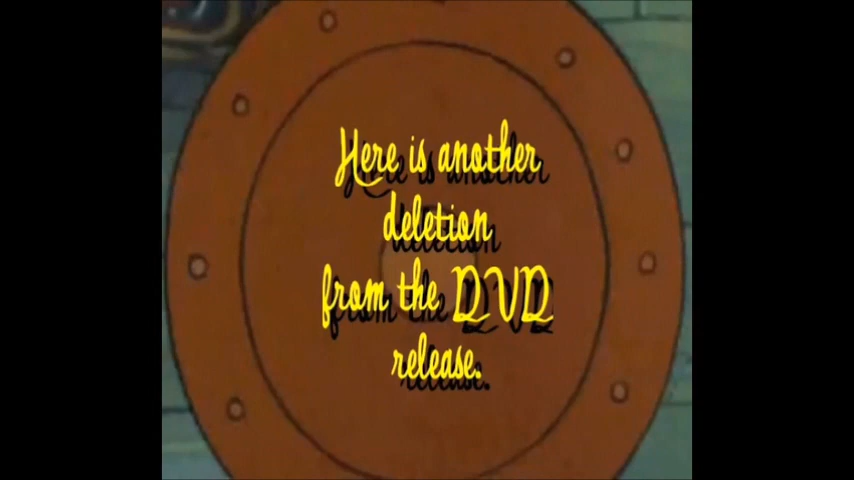 Here is another
deletion
from the DVD
release.